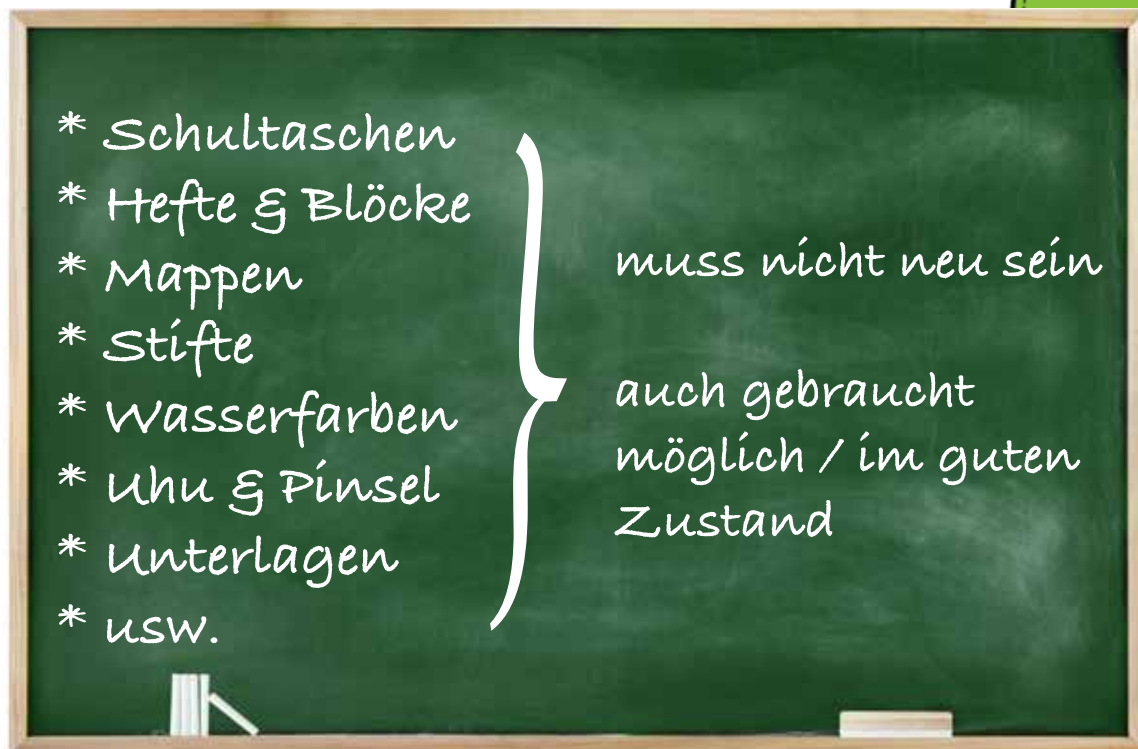 * Schultaschen
* Hefte & Blöcke
* Mappen
* Stifte
* Wasserfarben
* Uhu & Pinsel
* Unterlagen
* usw.
muss nicht neu sein
auch gebraucht
möglich / im guten
Zustand